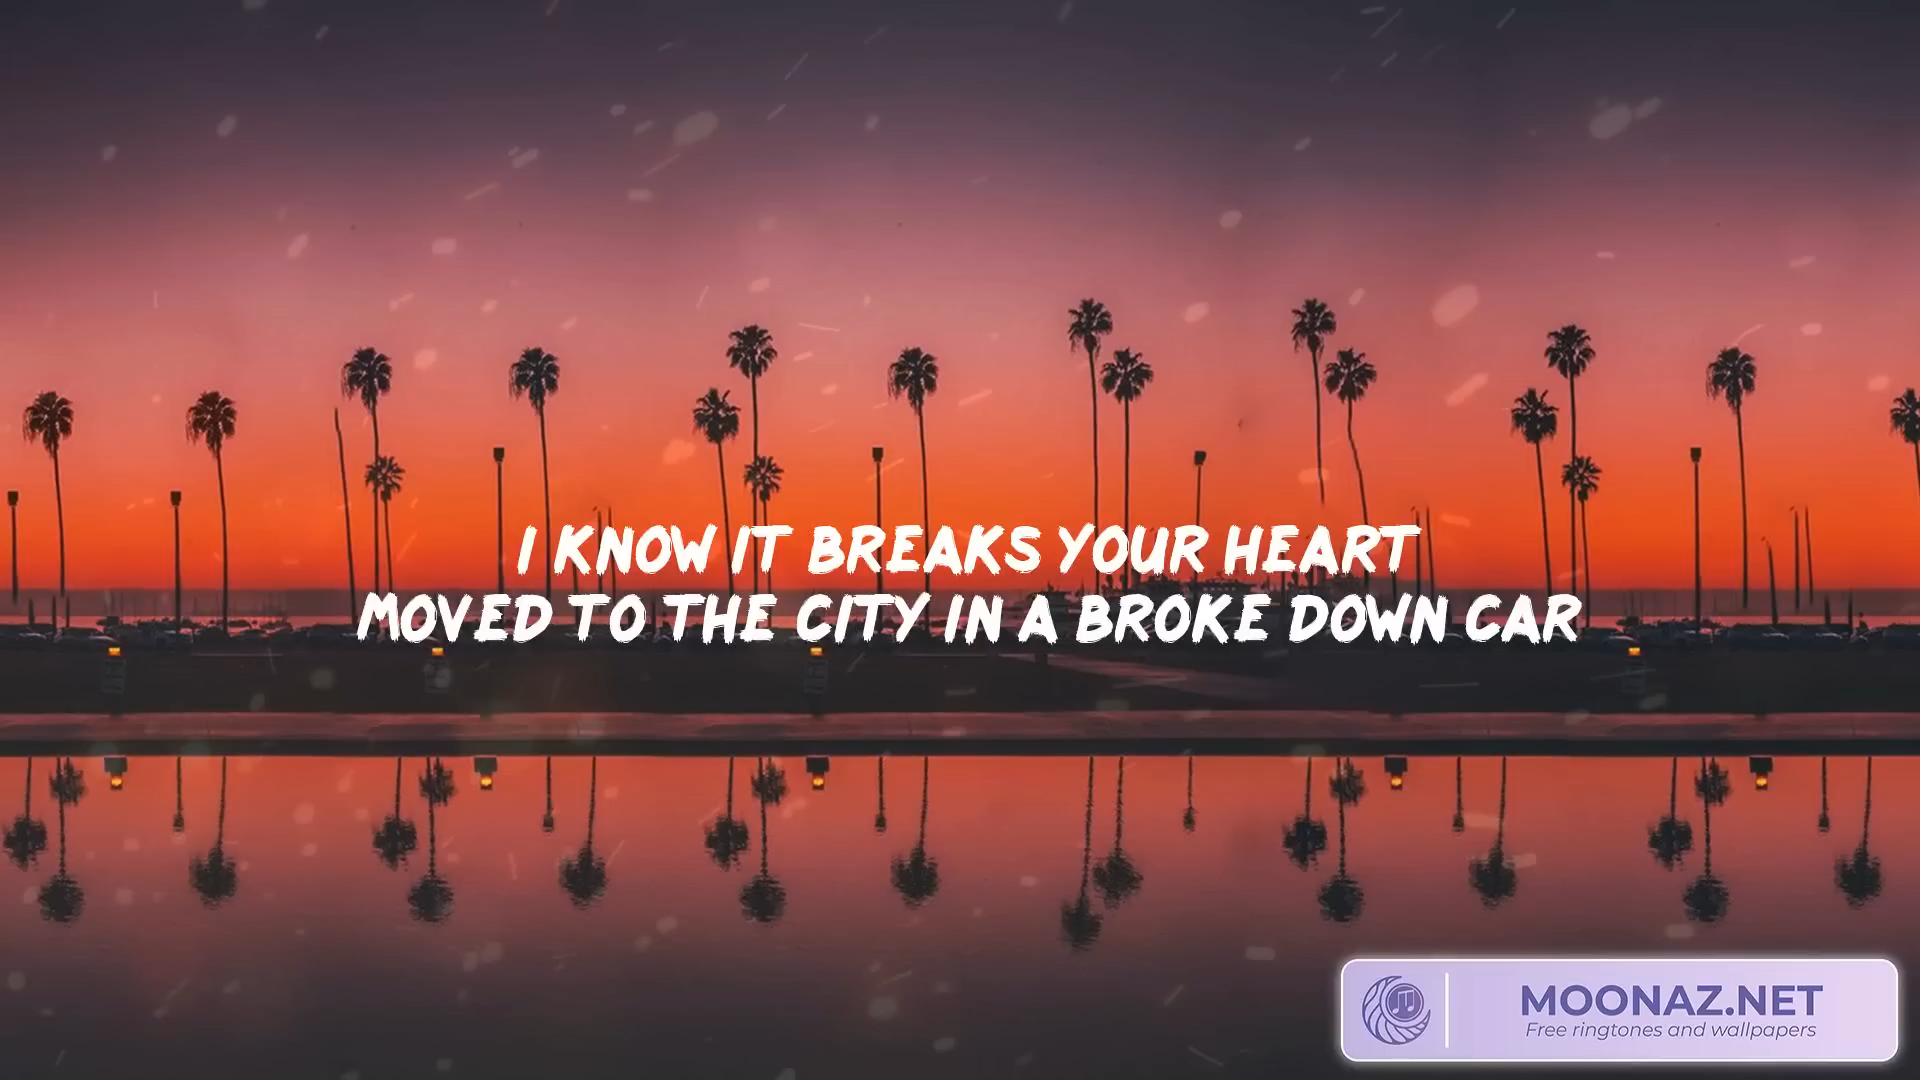 I KNOW IT BREAKS YOUR HEART
MOVED TO THE CITY IN A BROKE DOWN CAR
MOONAZ.NET
Free ringtones and wallpapers